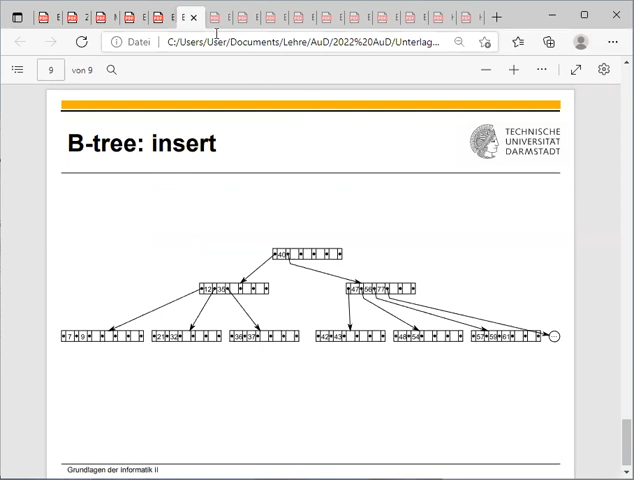 Datei
C:/Users/User/Documents/Lehre/AuD/2022%20AuD/Unterlag...
9 von 9
B-tree: insert
TECHNISCHE
UNIVERSITÄT
DARMSTADT
40
12 35
47 56 77
7 9
21 32
36 37
42 43
48 54
57 59 61
...
Grundlagen der Informatik II